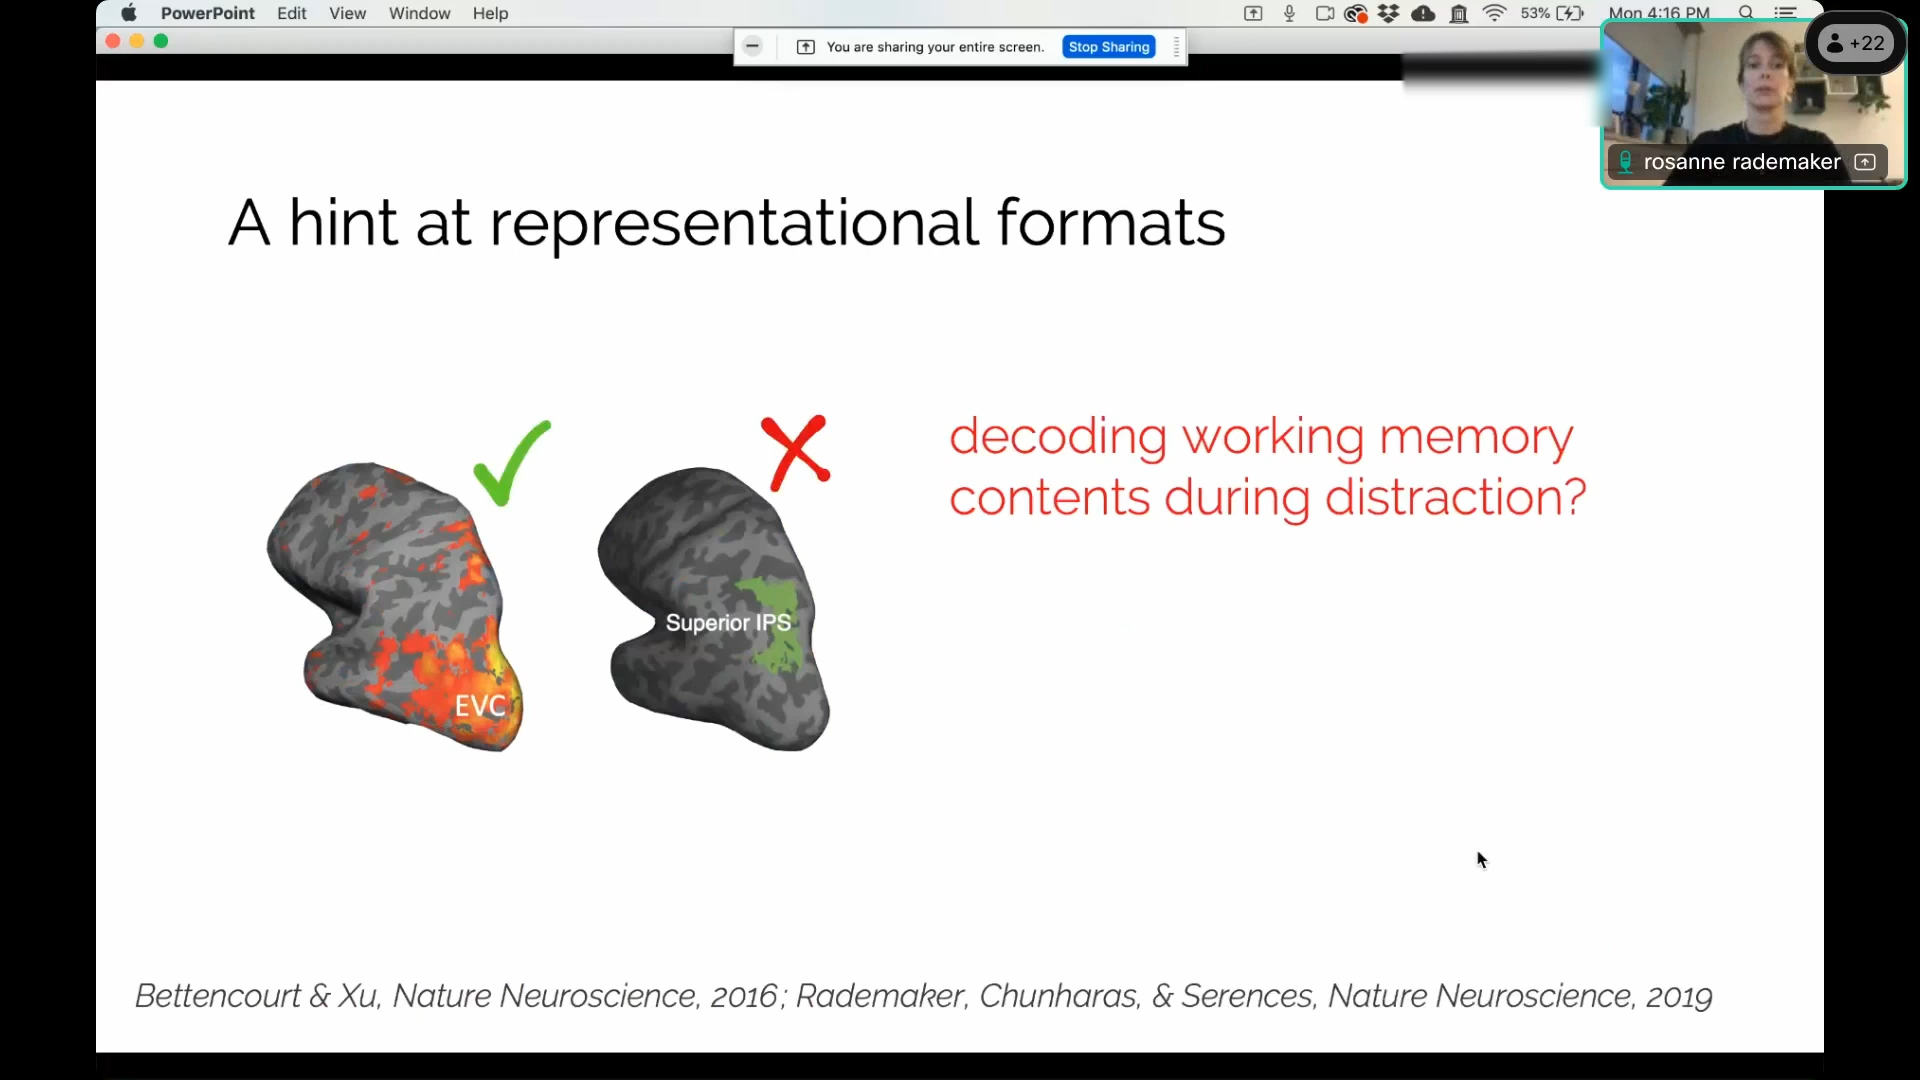 PowerPoint Edit View Window Help
53% Mon 4:16 PM
You are sharing your entire screen. Stop Sharing
+22
rosanne rademaker
A hint at representational formats
decoding working memory
contents during distraction?
Superior IPS
EVC
Bettencourt & Xu, Nature Neuroscience, 2016; Rademaker, Chunharas, & Serences, Nature Neuroscience, 2019